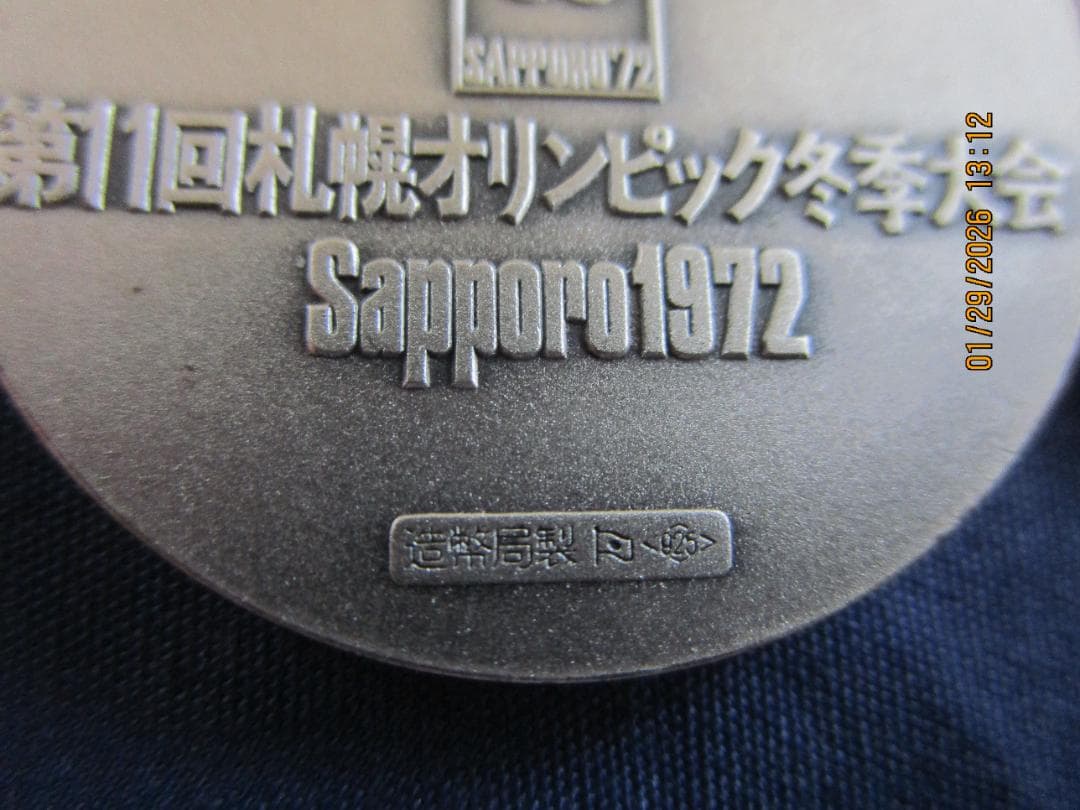 SAPPORO'72
第11回札幌オリンピック冬季大会
Sapporo1972
造幣局製 <925>
01/29/2026 13:12